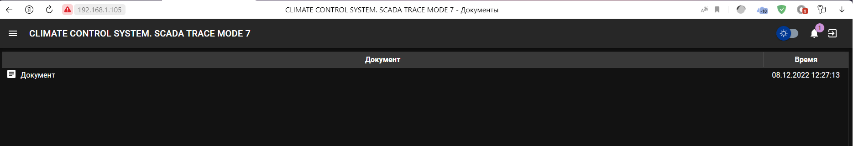 192.168.1.105
CLIMATE CONTROL SYSTEM. SCADA TRACE MODE 7 - Документы
CLIMATE CONTROL SYSTEM. SCADA TRACE MODE 7
Документ
Время
Документ
08.12.2022 12:27:13